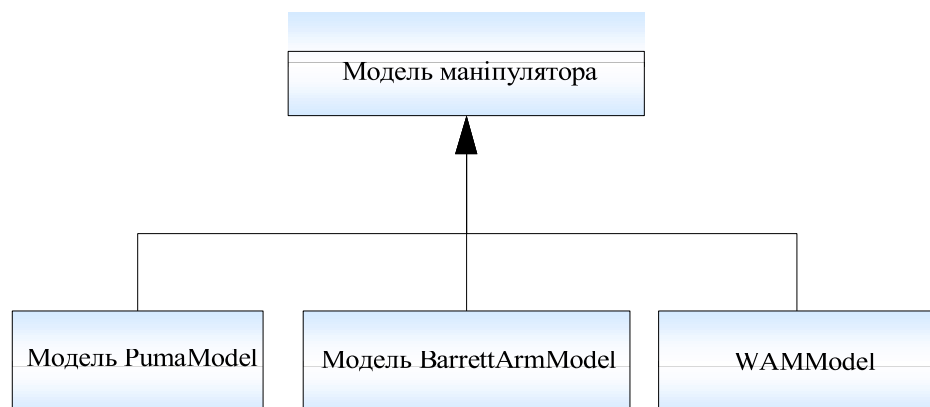 Модель маніпулятора
Модель PumaModel
Модель BarrettArmModel
WAMModel